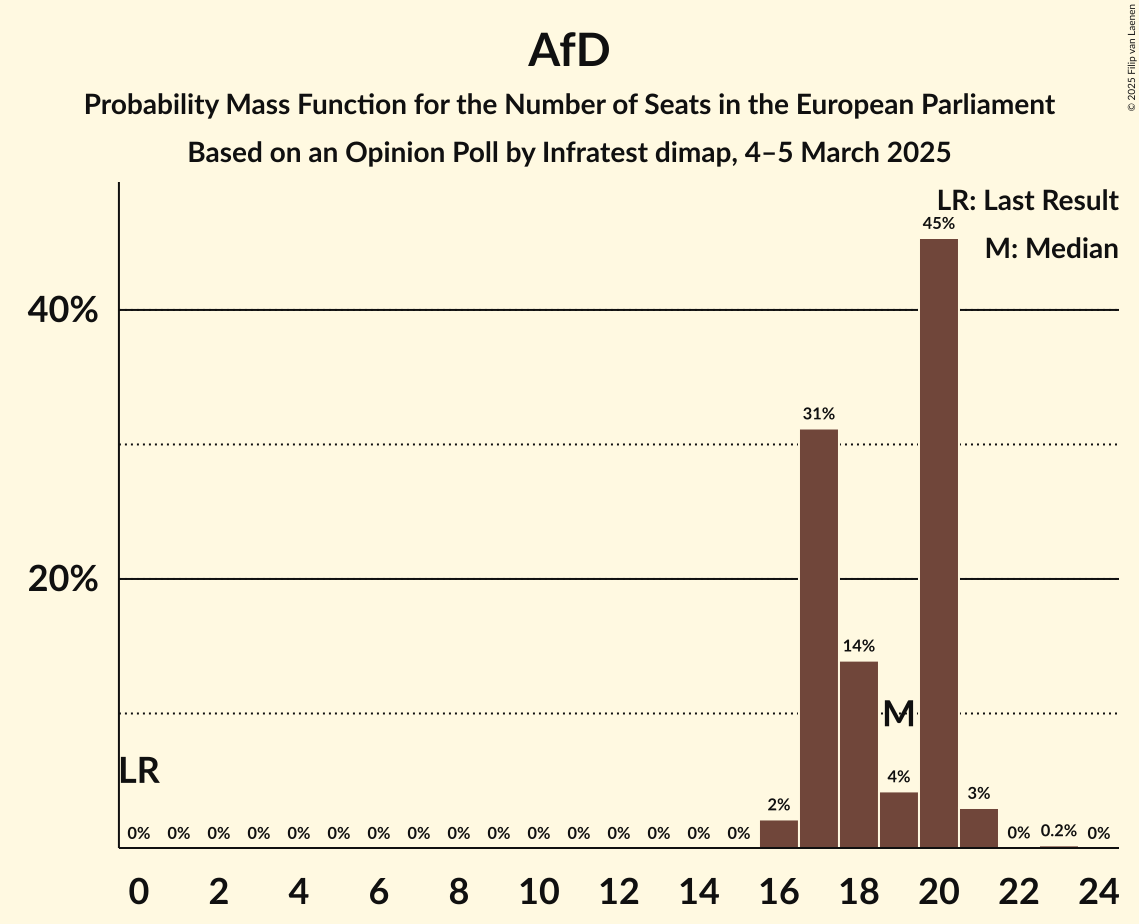 AfD
Probability Mass Function for the Number of Seats in the European Parliament
Based on an Opinion Poll by Infratest dimap, 4–5 March 2025
© 2025 Filip van Laenen
LR: Last Result
M: Median
45%
40%
31%
20%
14%
M
LR
4%
3%
2%
0% 0% 0% 0% 0% 0% 0% 0% 0% 0% 0% 0% 0% 0% 0% 0% 0% 0.2% 0%
0 2 4 6 8 10 12 14 16 18 20 22 24